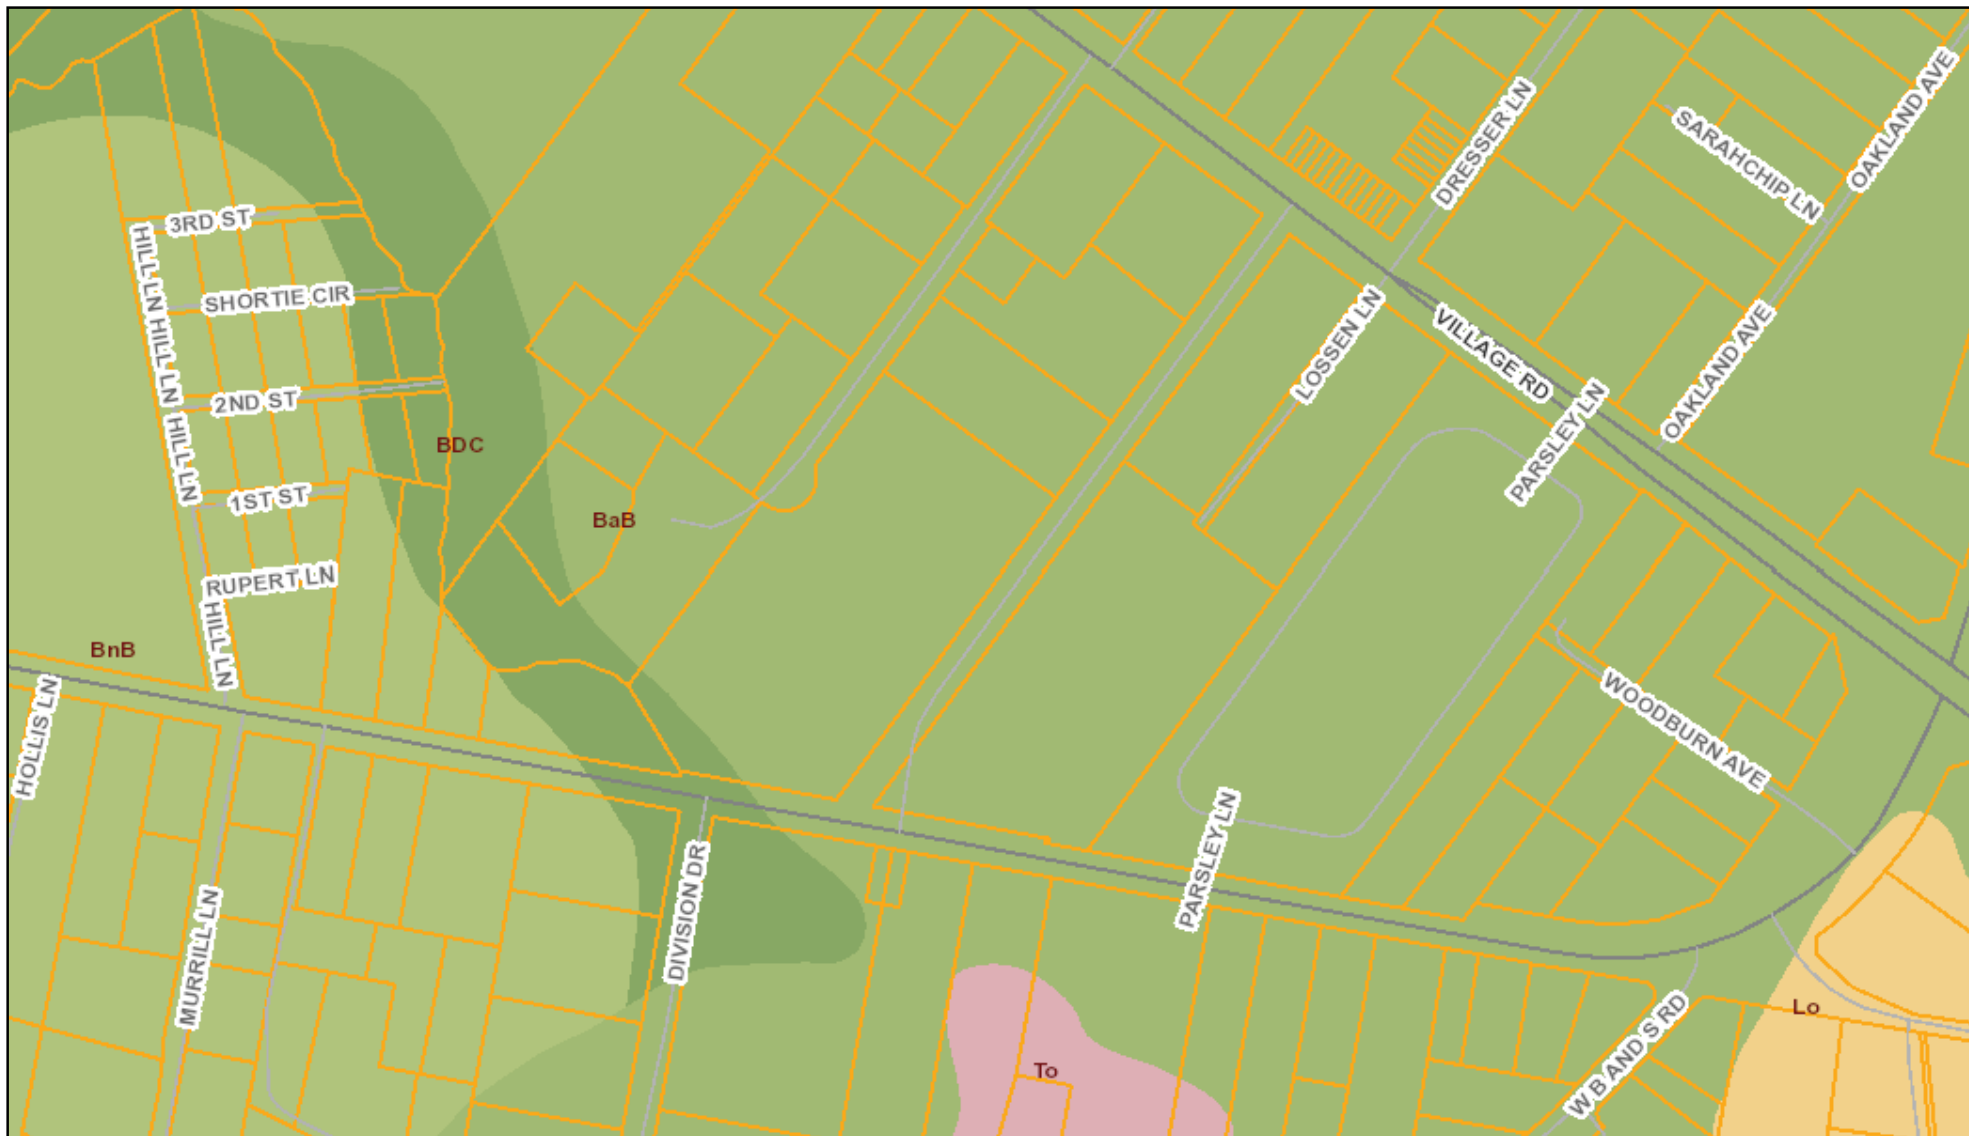 OAKLAND AVE
DRESSER LN
SARAHCHIP LN
3RD ST
HILL LN
SHORTIE CIR
HILL LN
LOSSEN LN
VILLAGE RD
OAKLAND AVE
2ND ST
PARSLEY LN
HILL LN
BDC
1ST ST
BaB
RUPERT LN
HILL LN
BnB
HOLLIS LN
WOODBURN AVE
PARSLEY LN
DIVISION DR
MURRILL LN
Lo
W B AND S RD
To